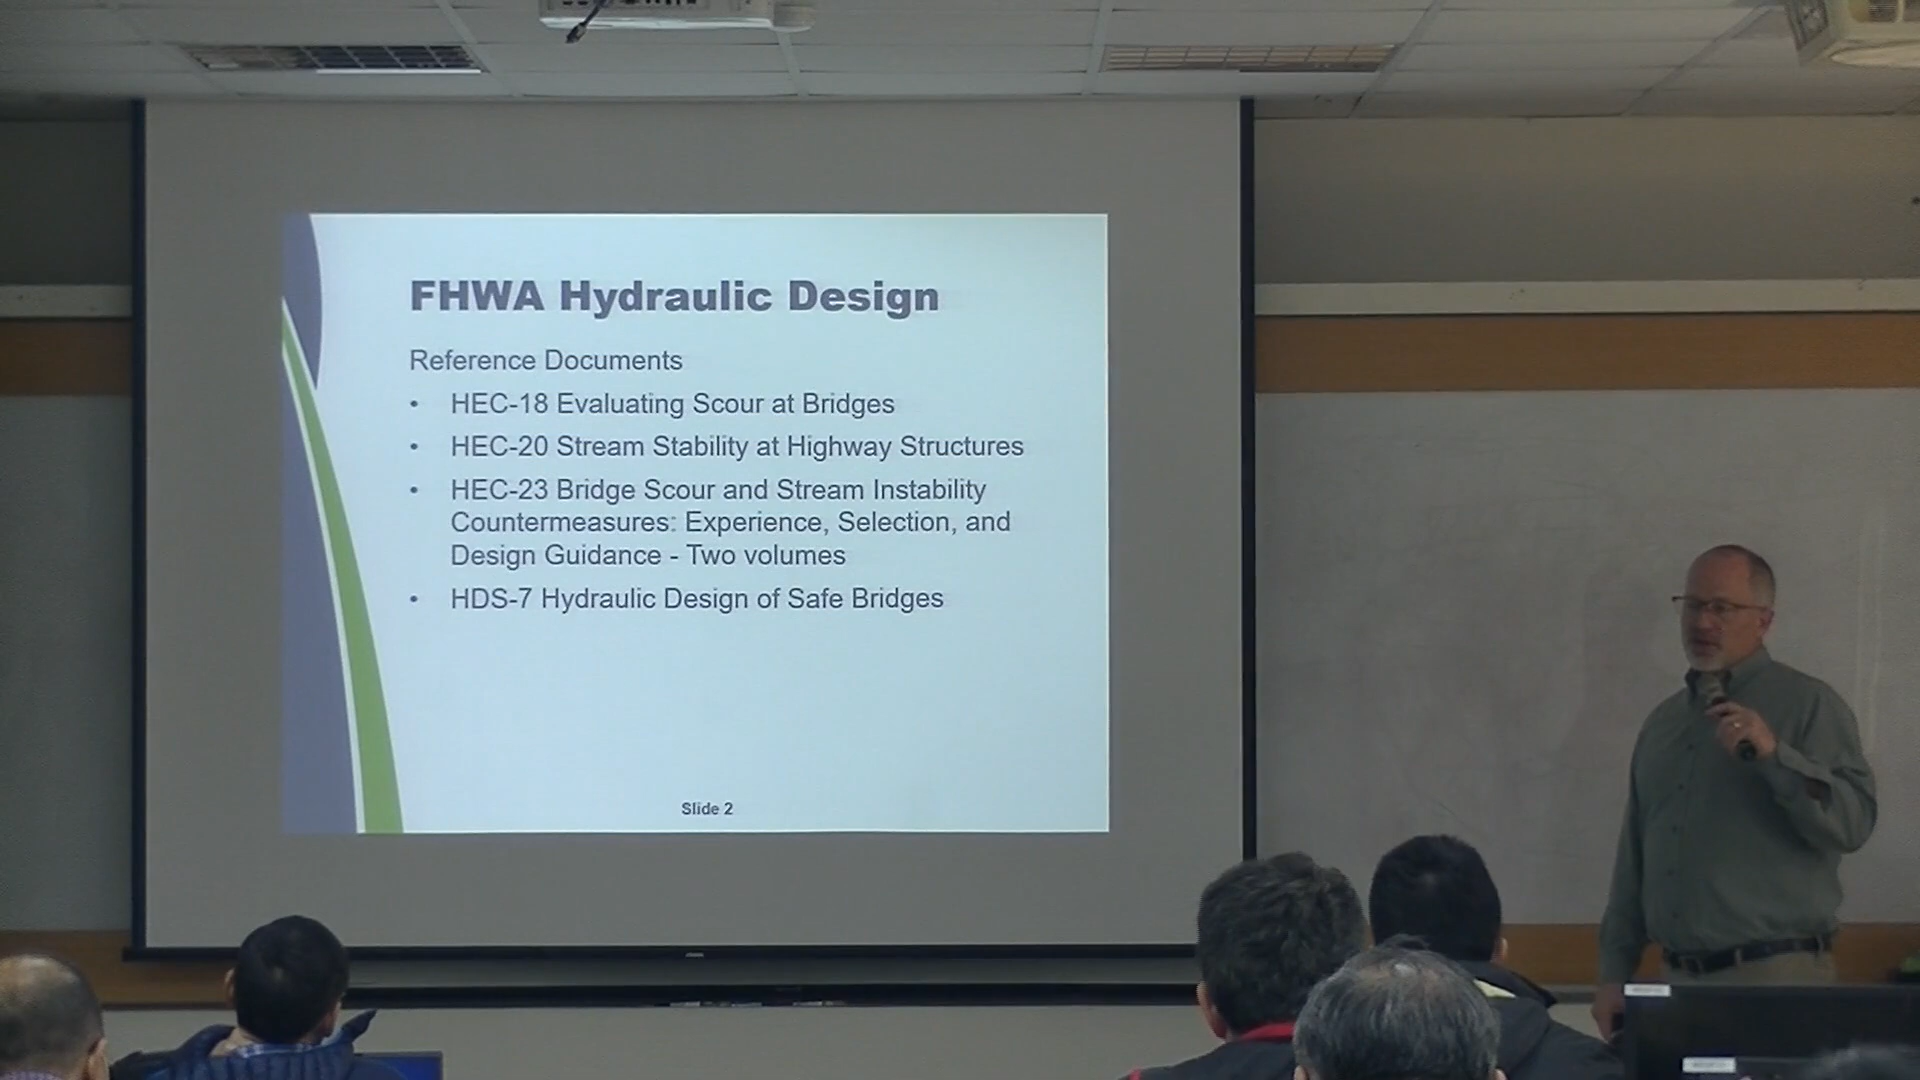 FHWA Hydraulic Design
Reference Documents
• HEC-18 Evaluating Scour at Bridges
• HEC-20 Stream Stability at Highway Structures
• HEC-23 Bridge Scour and Stream Instability
Countermeasures: Experience, Selection, and
Design Guidance - Two volumes
• HDS-7 Hydraulic Design of Safe Bridges
Slide 2